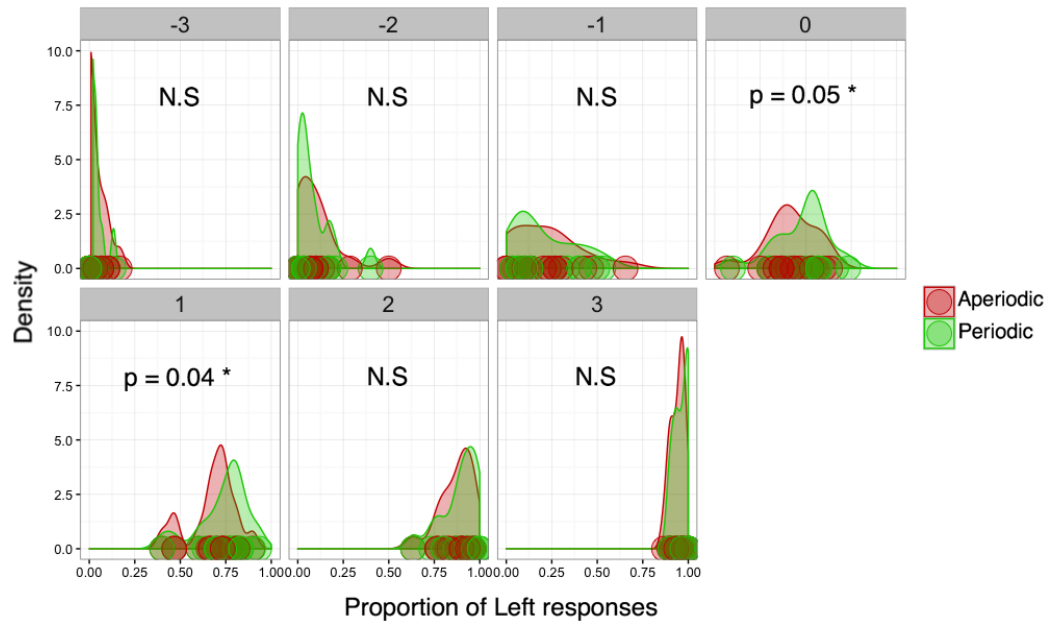 -3
-2
-1
0
10.0
7.5
5.0
2.5
0.0
N.S
N.S
N.S
p = 0.05 *
Density
1
2
3
10.0
7.5
5.0
2.5
0.0
p = 0.04 *
N.S
N.S
0.00 0.25 0.50 0.75 1.00
0.00 0.25 0.50 0.75 1.00
0.00 0.25 0.50 0.75 1.00
Proportion of Left responses
Aperiodic
Periodic